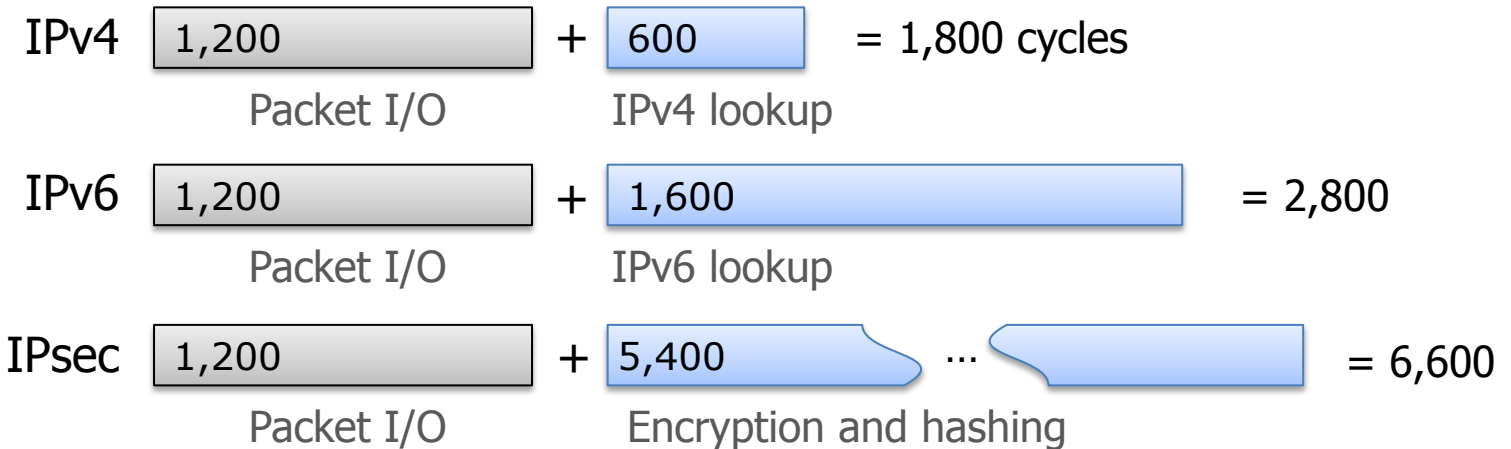 IPv4 1,200 + 600 = 1,800 cycles
Packet I/O IPv4 lookup
IPv6 1,200 + 1,600 = 2,800
Packet I/O IPv6 lookup
IPsec 1,200 + 5,400 ... = 6,600
Packet I/O Encryption and hashing